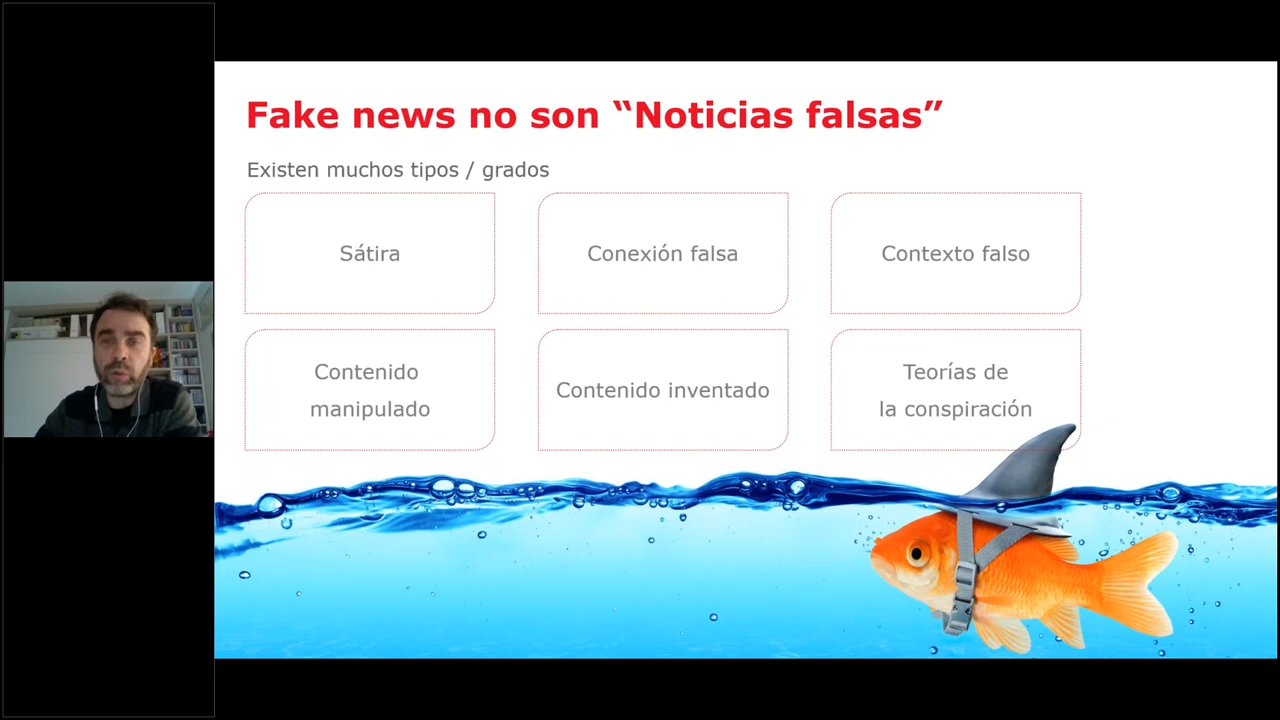 Fake news no son “Noticias falsas”
Existen muchos tipos / grados
Sátira
Conexión falsa
Contexto falso
Contenido
manipulado
Contenido inventado
Teorías de
la conspiración